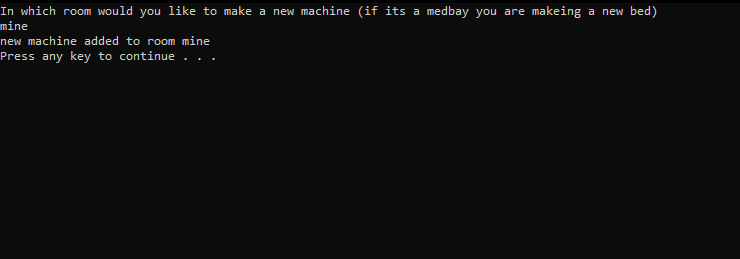 In which room would you like to make a new machine (if its a medbay you are makeing a new bed)
mine
new machine added to room mine
Press any key to continue . . .